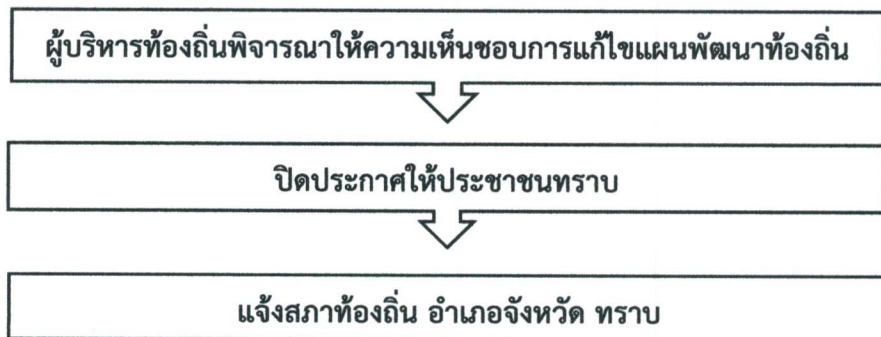 ผู้บริหารท้องถิ่นพิจารณาให้ความเห็นชอบการแก้ไขแผนพัฒนาท้องถิ่น
ปิดประกาศให้ประชาชนทราบ
แจ้งสภาท้องถิ่น อำเภอจังหวัด ทราบ